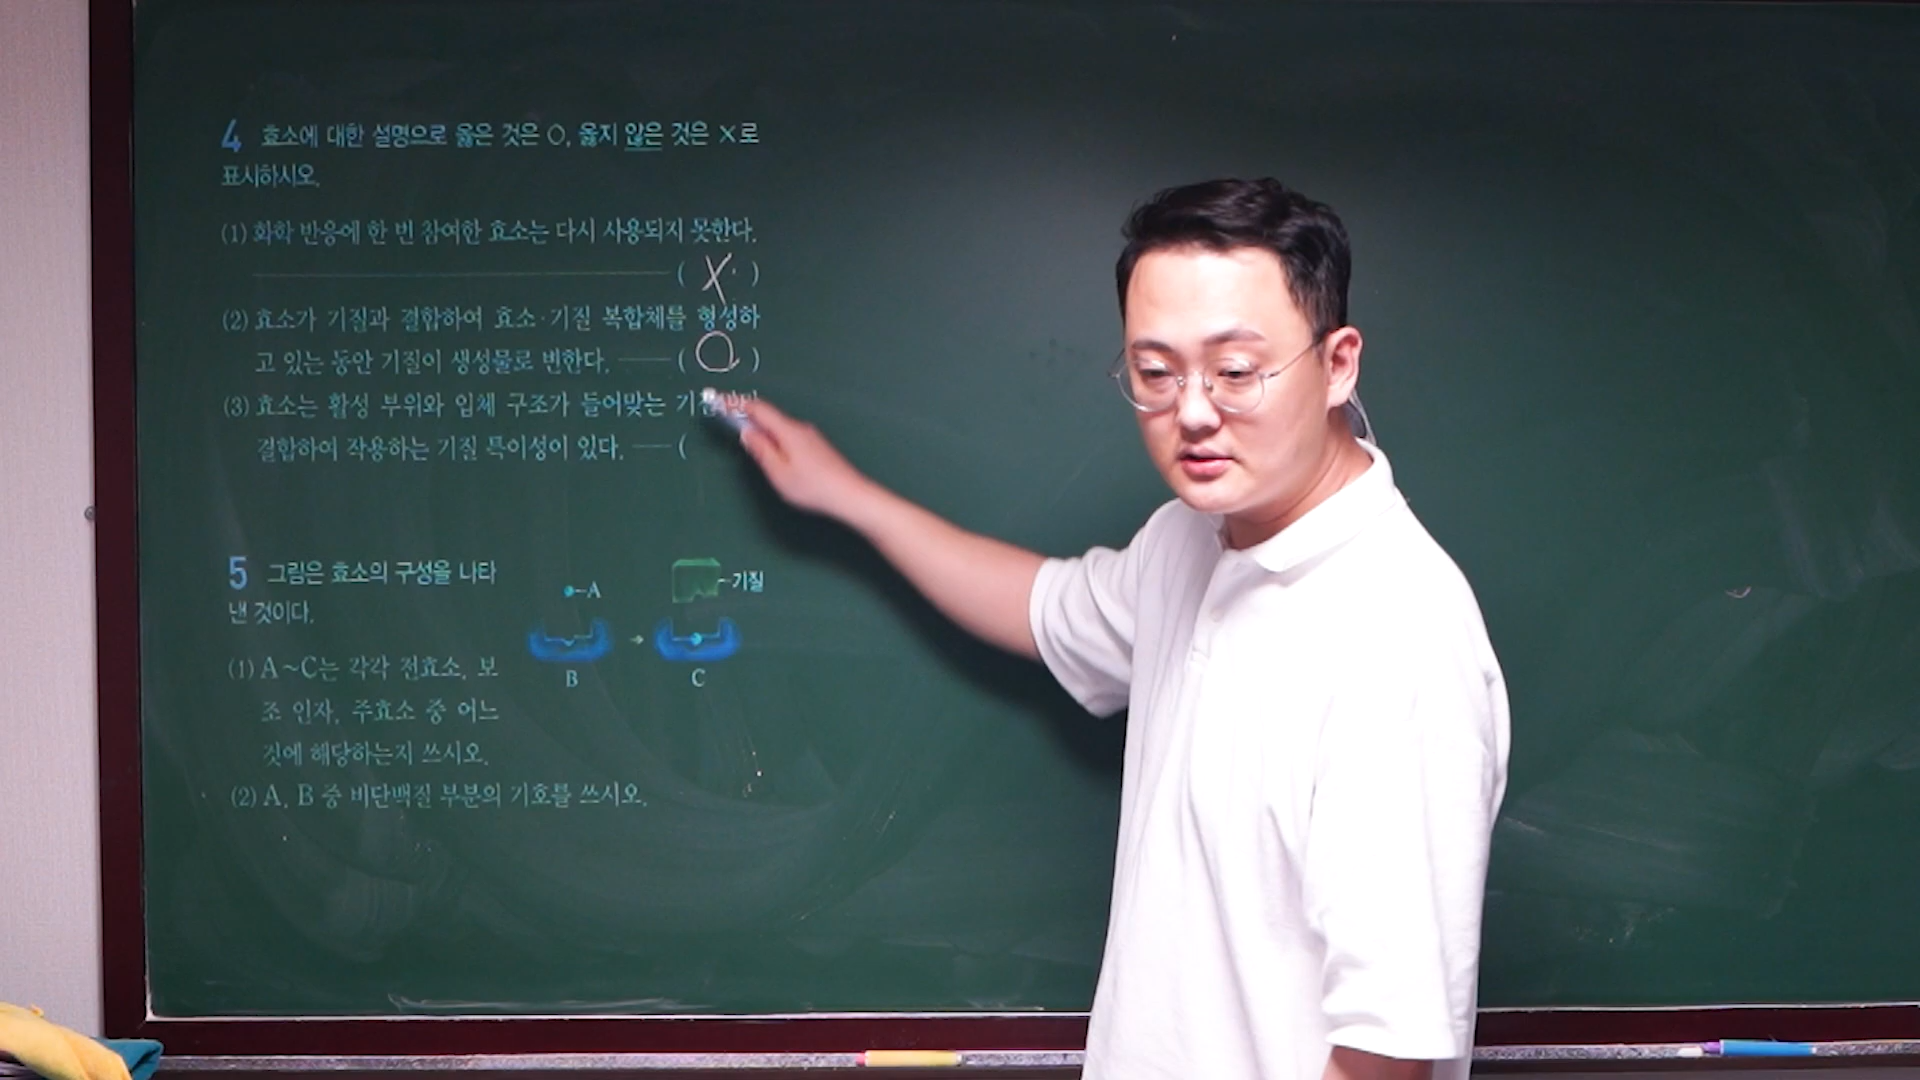 4 효소에 대한 설명으로 옳은 것은 ○, 옳지 않은 것은 ×로
표시하시오.
(1) 화학 반응에 한 번 참여한 효소는 다시 사용되지 못한다.
( X )
(2) 효소가 기질과 결합하여 효소·기질 복합체를 형성하
고 있는 동안 기질이 생성물로 변한다. ( O )
(3) 효소는 활성 부위와 입체 구조가 들어맞는
결합하여 작용하는 기질 특이성이 있다. (
5 그림은 효소의 구성을 나타
낸 것이다.
(1) A~C는 각각 전효소, 보
조 인자, 주효소 중 어느
것에 해당하는지 쓰시오.
(2) A, B 중 비단백질 부분의 기호를 쓰시오.
A
기질
B
C